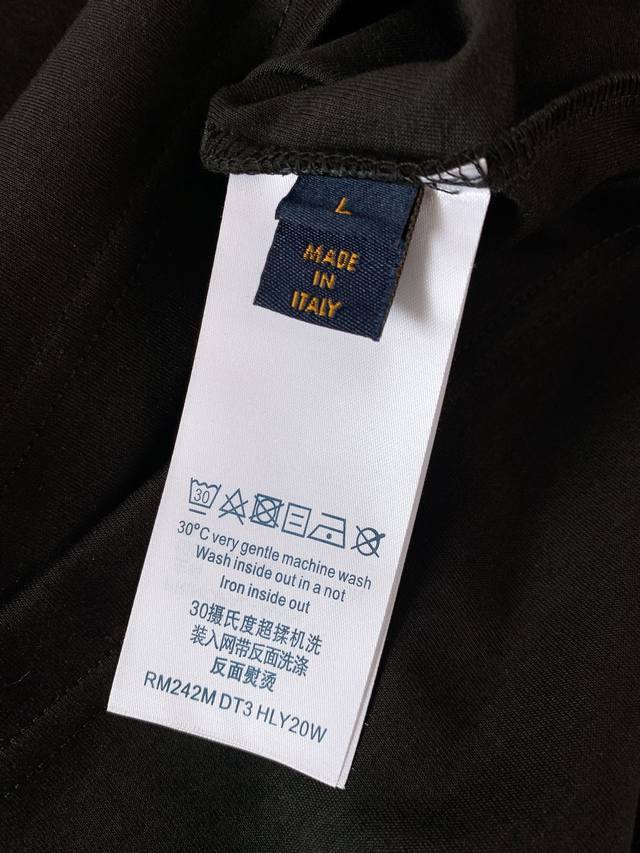 L
MADE
IN
ITALY
30
30°C very gentle machine wash
Wash inside out in a not
Iron inside out
30摄氏度超揉机洗
装入网带反面洗涤
反面熨烫
RM242M DT3 HLY20W